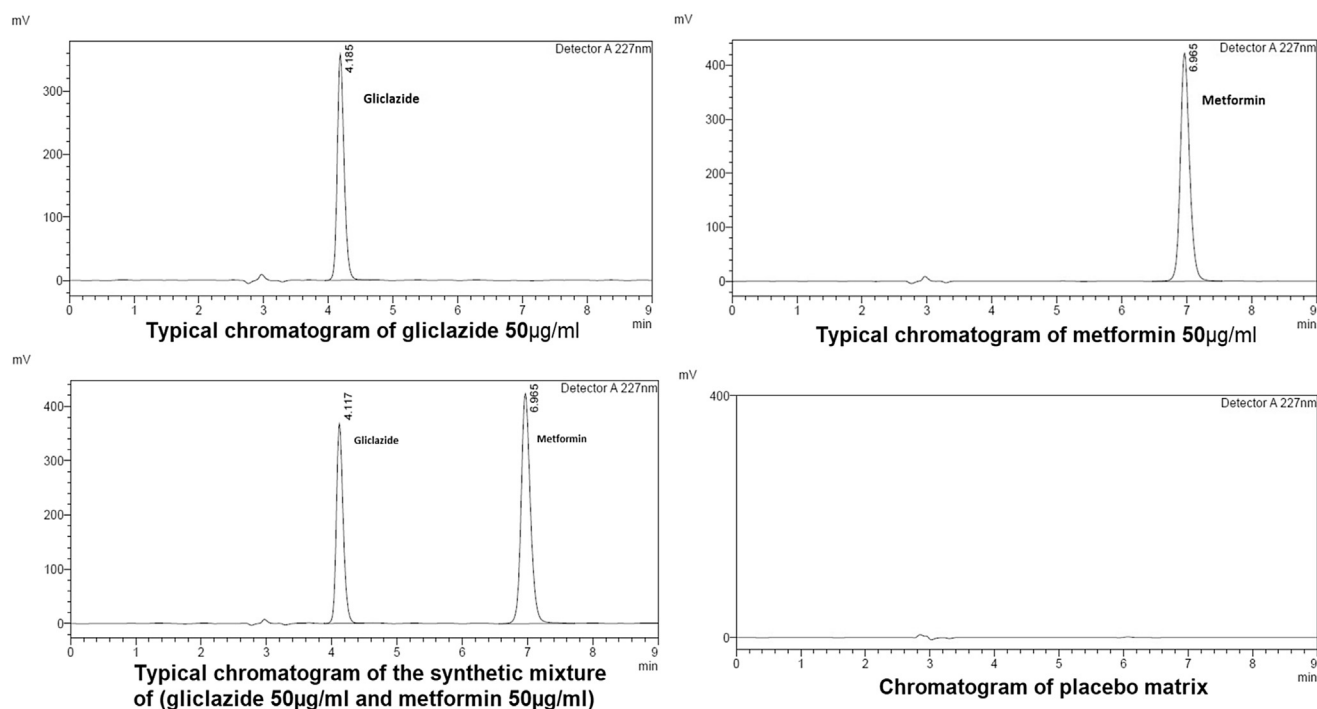 mV
Detector A 227nm
4.185
Gliclazide
300
200
100
0
0 1 2 3 4 5 6 7 8 9
min
Typical chromatogram of gliclazide 50µg/ml
mV
Detector A 227nm
6.965
Metformin
400
300
200
100
0
0 1 2 3 4 5 6 7 8 9
min
Typical chromatogram of metformin 50µg/ml
mV
Detector A 227nm
4.117
6.965
Gliclazide
Metformin
400
300
200
100
0
0 1 2 3 4 5 6 7 8 9
min
Typical chromatogram of the synthetic mixture
of (gliclazide 50µg/ml and metformin 50µg/ml)
mV
400
Detector A 227nm
0
0 1 2 3 4 5 6 7 8 9
min
Chromatogram of placebo matrix